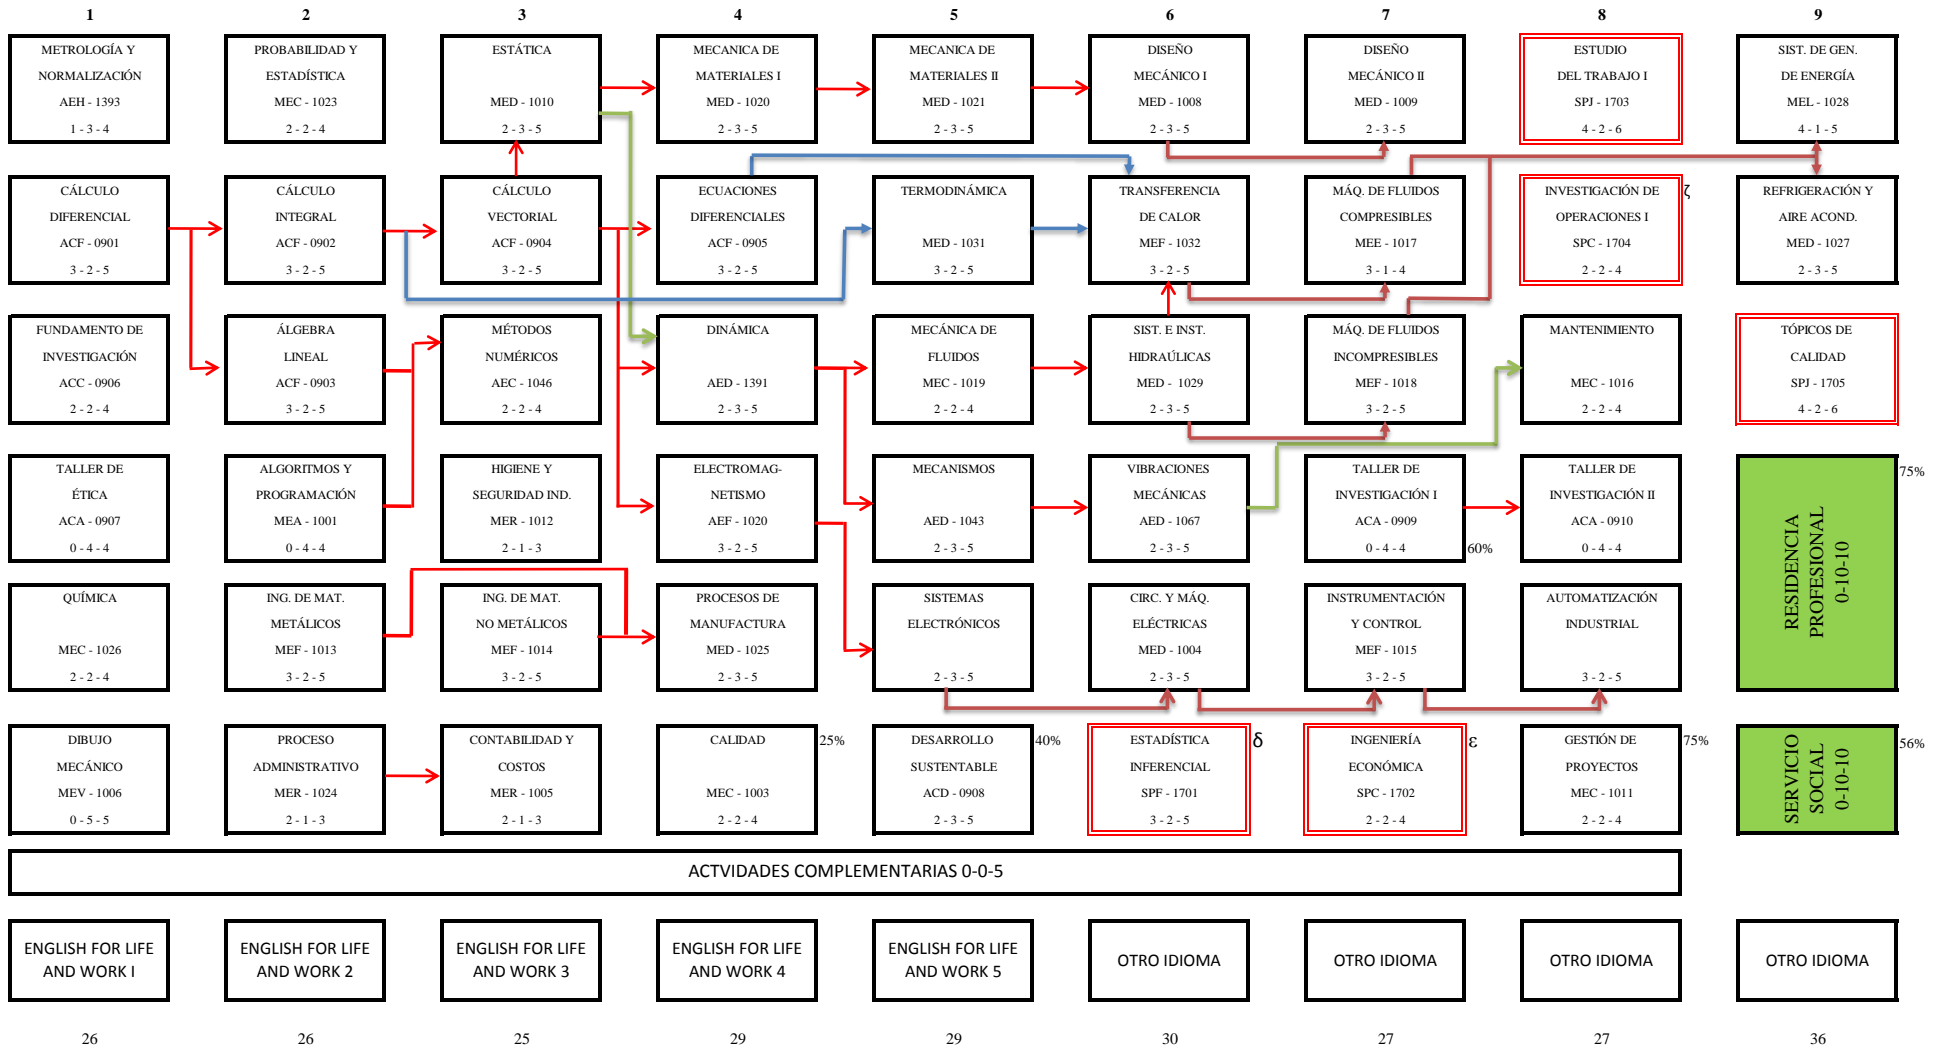 1 2 3 4 5 6 7 8 9
METROLOGÍA Y
NORMALIZACIÓN
AEH - 1393
1 - 3 - 4
PROBABILIDAD Y
ESTADÍSTICA
MEC - 1023
2 - 2 - 4
ESTÁTICA
MED - 1010
2 - 3 - 5
MECANICA DE
MATERIALES I
MED - 1020
2 - 3 - 5
MECANICA DE
MATERIALES II
MED - 1021
2 - 3 - 5
DISEÑO
MECÁNICO I
MED - 1008
2 - 3 - 5
DISEÑO
MECÁNICO II
MED - 1009
2 - 3 - 5
ESTUDIO
DEL TRABAJO I
SPJ - 1703
4 - 2 - 6
SIST. DE GEN.
DE ENERGÍA
MEL - 1028
4 - 1 - 5
CÁLCULO
DIFERENCIAL
ACF - 0901
3 - 2 - 5
CÁLCULO
INTEGRAL
ACF - 0902
3 - 2 - 5
CÁLCULO
VECTORIAL
ACF - 0904
3 - 2 - 5
ECUACIONES
DIFERENCIALES
ACF - 0905
3 - 2 - 5
TERMODINÁMICA
MED - 1031
3 - 2 - 5
TRANSFERENCIA
DE CALOR
MEF - 1032
3 - 2 - 5
MÁQ. DE FLUIDOS
COMPRESIBLES
MEE - 1017
3 - 1 - 4
INVESTIGACIÓN DE
OPERACIONES I
SPC - 1704
2 - 2 - 4
ζ
REFRIGERACIÓN Y
AIRE ACOND.
MED - 1027
2 - 3 - 5
FUNDAMENTO DE
INVESTIGACIÓN
ACC - 0906
2 - 2 - 4
ÁLGEBRA
LINEAL
ACF - 0903
3 - 2 - 5
MÉTODOS
NUMÉRICOS
AEC - 1046
2 - 2 - 4
DINÁMICA
AED - 1391
2 - 3 - 5
MECÁNICA DE
FLUIDOS
MEC - 1019
2 - 2 - 4
SIST. E INST.
HIDRAÚLICAS
MED - 1029
2 - 3 - 5
MÁQ. DE FLUIDOS
INCOMPRESIBLES
MEF - 1018
3 - 2 - 5
MANTENIMIENTO
MEC - 1016
2 - 2 - 4
TÓPICOS DE
CALIDAD
SPJ - 1705
4 - 2 - 6
TALLER DE
ÉTICA
ACA - 0907
0 - 4 - 4
ALGORITMOS Y
PROGRAMACIÓN
MEA - 1001
0 - 4 - 4
HIGIENE Y
SEGURIDAD IND.
MER - 1012
2 - 1 - 3
ELECTROMAG-
NETISMO
AEF - 1020
3 - 2 - 5
MECANISMOS
AED - 1043
2 - 3 - 5
VIBRACIONES
MECÁNICAS
AED - 1067
2 - 3 - 5
TALLER DE
INVESTIGACIÓN I
ACA - 0909
0 - 4 - 4
60%
TALLER DE
INVESTIGACIÓN II
ACA - 0910
0 - 4 - 4
RESIDENCIA
PROFESIONAL
0-10-10
75%
QUÍMICA
MEC - 1026
2 - 2 - 4
ING. DE MAT.
METÁLICOS
MEF - 1013
3 - 2 - 5
ING. DE MAT.
NO METÁLICOS
MEF - 1014
3 - 2 - 5
PROCESOS DE
MANUFACTURA
MED - 1025
2 - 3 - 5
SISTEMAS
ELECTRÓNICOS
2 - 3 - 5
CIRC. Y MÁQ.
ELÉCTRICAS
MED - 1004
2 - 3 - 5
INSTRUMENTACIÓN
Y CONTROL
MEF - 1015
3 - 2 - 5
AUTOMATIZACIÓN
INDUSTRIAL
3 - 2 - 5
DIBUJO
MECÁNICO
MEV - 1006
0 - 5 - 5
PROCESO
ADMINISTRATIVO
MER - 1024
2 - 1 - 3
CONTABILIDAD Y
COSTOS
MER - 1005
2 - 1 - 3
CALIDAD
MEC - 1003
2 - 2 - 4
25%
DESARROLLO
SUSTENTABLE
ACD - 0908
2 - 3 - 5
40%
ESTADÍSTICA
INFERENCIAL
SPF - 1701
3 - 2 - 5
δ
INGENIERÍA
ECONÓMICA
SPC - 1702
2 - 2 - 4
ε
GESTIÓN DE
PROYECTOS
MEC - 1011
2 - 2 - 4
75%
SERVICIO
SOCIAL
0-10-10
56%
ACTVIDADES COMPLEMENTARIAS 0-0-5
ENGLISH FOR LIFE
AND WORK I
ENGLISH FOR LIFE
AND WORK 2
ENGLISH FOR LIFE
AND WORK 3
ENGLISH FOR LIFE
AND WORK 4
ENGLISH FOR LIFE
AND WORK 5
OTRO IDIOMA
OTRO IDIOMA
OTRO IDIOMA
OTRO IDIOMA
26 26 25 29 29 30 27 27 36